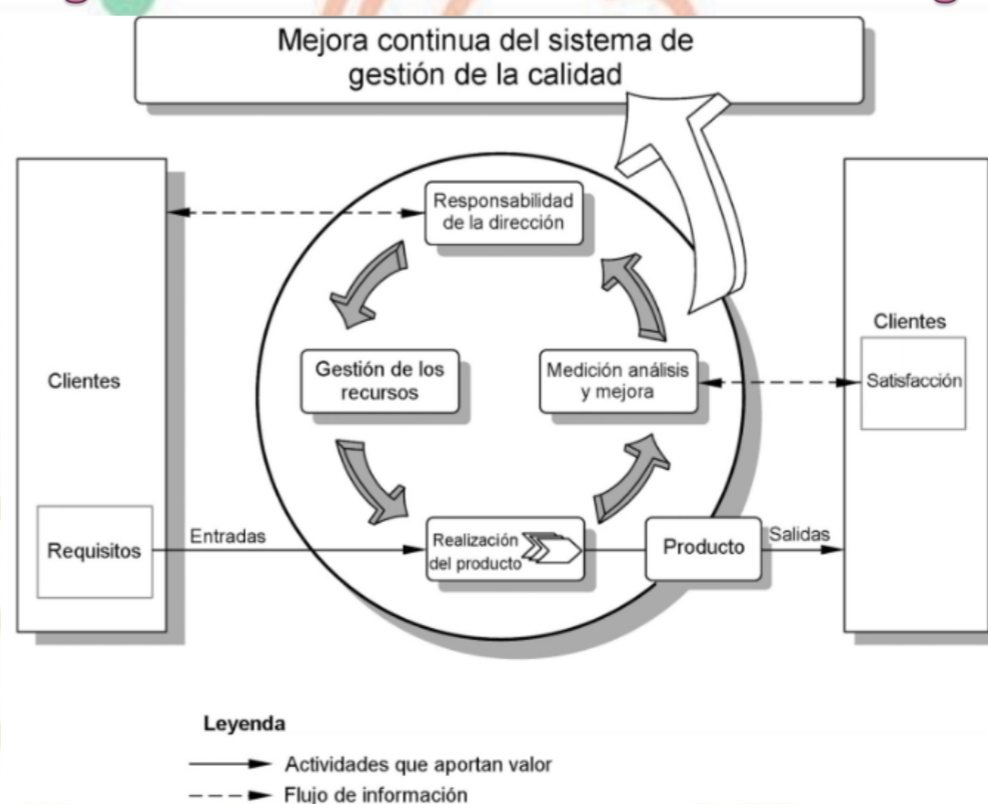 Mejora continua del sistema de
gestión de la calidad
Responsabilidad
de la dirección
Clientes
Gestión de los
recursos
Medición análisis
y mejora
Clientes
Satisfacción
Requisitos
Entradas
Realización
del producto
Producto
Salidas
Leyenda
Actividades que aportan valor
Flujo de información